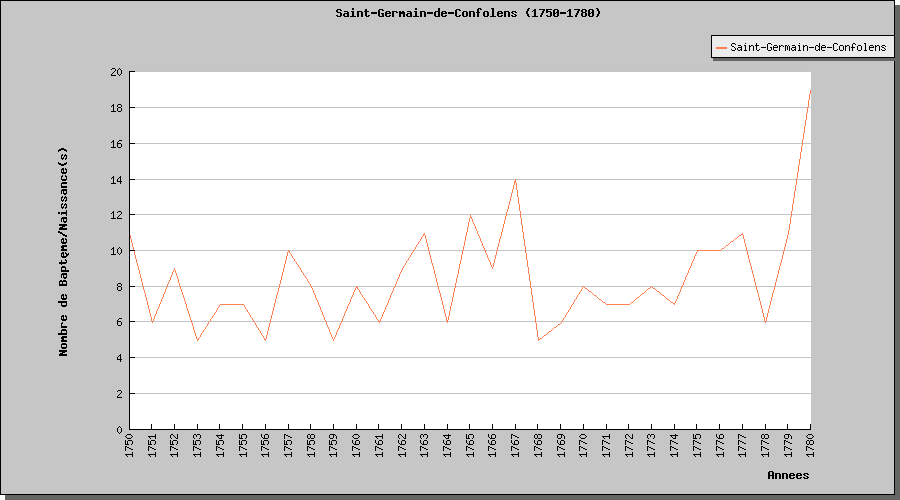 Saint-Germain-de-Confolens (1750-1780)
Saint-Germain-de-Confolens
Nombre de Baptęme/Naissance(s)
20
18
16
14
12
10
8
6
4
2
0
1750 1751 1752 1753 1754 1755 1756 1757 1758 1759 1760 1761 1762 1763 1764 1765 1766 1767 1768 1769 1770 1771 1772 1773 1774 1775 1776 1777 1778 1779 1780
Annees